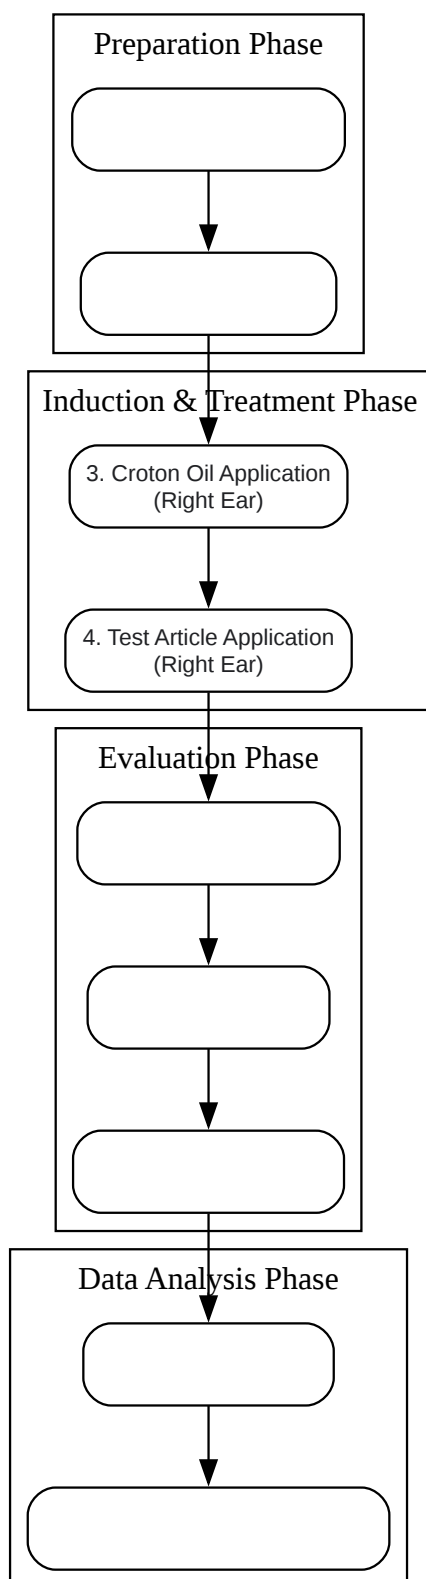 Preparation Phase
Induction & Treatment Phase
3. Croton Oil Application
(Right Ear)
4. Test Article Application
(Right Ear)
Evaluation Phase
Data Analysis Phase